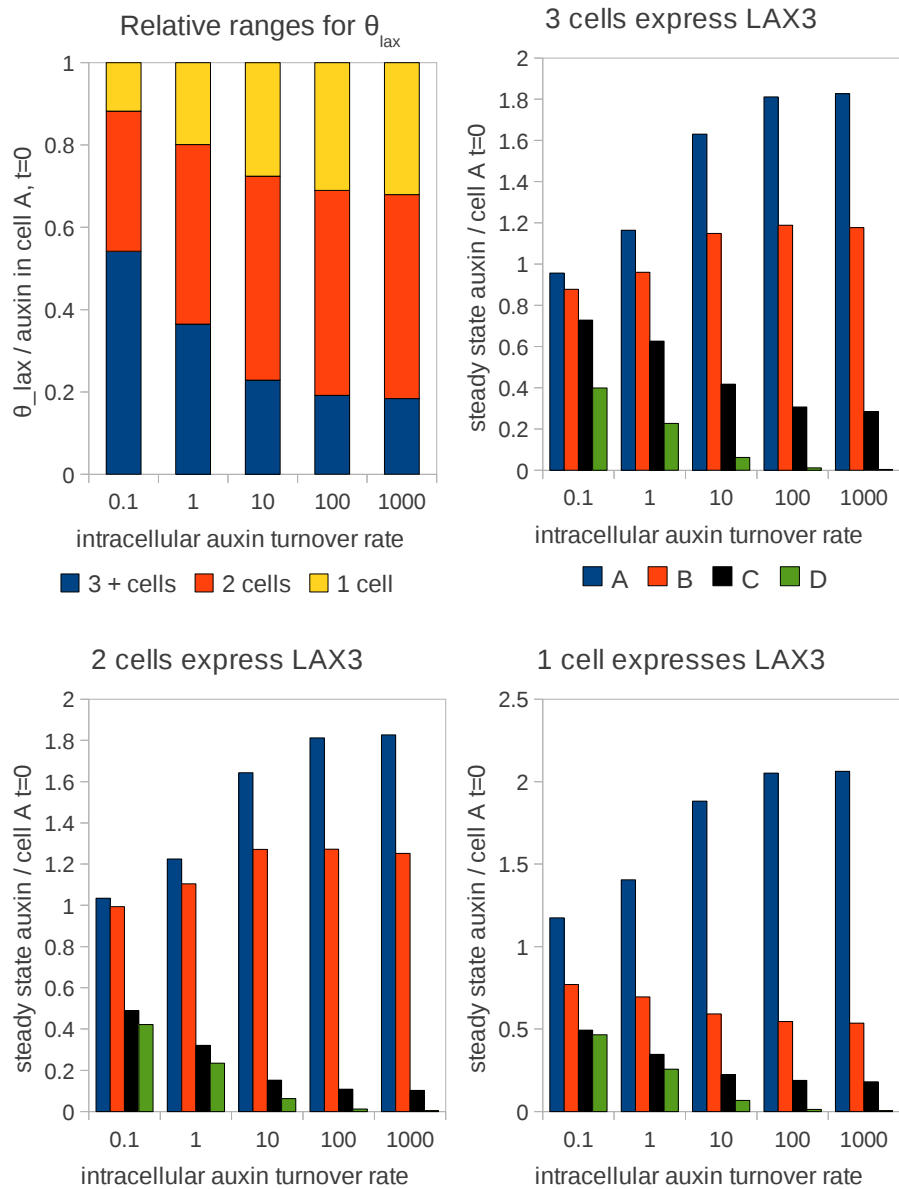 Relative ranges for θ_lax
θ_lax / auxin in cell A, t=0
1
0.8
0.6
0.4
0.2
0
0.1 1 10 100 1000
intracellular auxin turnover rate
3 + cells 2 cells 1 cell
3 cells express LAX3
steady state auxin / cell A t=0
2
1.8
1.6
1.4
1.2
1
0.8
0.6
0.4
0.2
0
0.1 1 10 100 1000
intracellular auxin turnover rate
A B C D
2 cells express LAX3
steady state auxin / cell A t=0
2
1.8
1.6
1.4
1.2
1
0.8
0.6
0.4
0.2
0
0.1 1 10 100 1000
intracellular auxin turnover rate
1 cell expresses LAX3
steady state auxin / cell A t=0
2.5
2
1.5
1
0.5
0
0.1 1 10 100 1000
intracellular auxin turnover rate